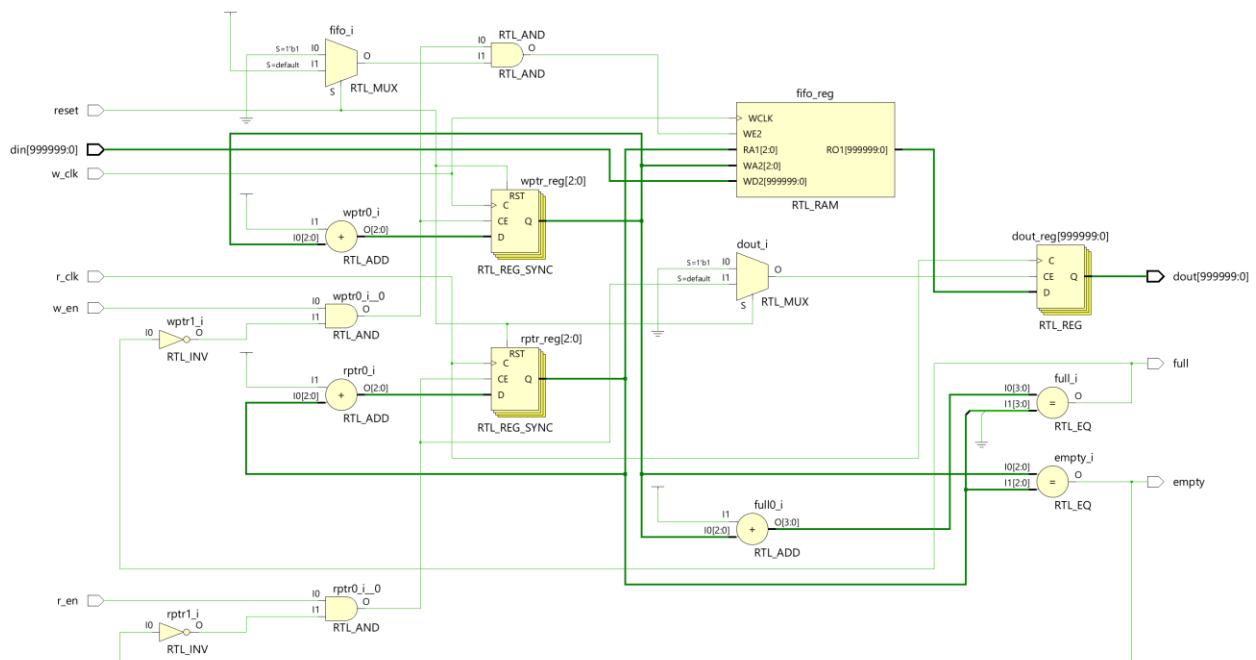 fifo_i
S=1'b1 I0
S=default I1
O
S
RTL_MUX
RTL_AND
I0
I1
O
RTL_AND
reset
din[999999:0]
w_clk
fifo_reg
WCLK
WE2
RA1[2:0]
WA2[2:0]
WD2[999999:0]
RO1[999999:0]
RTL_RAM
wptr0_i
I1
I0[2:0]
O[2:0]
RTL_ADD
wptr_reg[2:0]
RST
C
CE
D
Q
RTL_REG_SYNC
dout_i
S=1'b1 I0
S=default I1
O
S
RTL_MUX
dout_reg[999999:0]
C
CE
D
Q
RTL_REG
dout[999999:0]
r_clk
w_en
wptr1_i
I0
O
RTL_INV
wptr0_i__0
I0
I1
O
RTL_AND
rptr0_i
I1
I0[2:0]
O[2:0]
RTL_ADD
rptr_reg[2:0]
RST
C
CE
D
Q
RTL_REG_SYNC
full
full_i
I0[3:0]
I1[3:0]
O
=
RTL_EQ
empty_i
I0[2:0]
I1[2:0]
O
=
RTL_EQ
empty
full0_i
I1
I0[2:0]
O[3:0]
+
RTL_ADD
r_en
rptr1_i
I0
O
RTL_INV
rptr0_i__0
I0
I1
O
RTL_AND